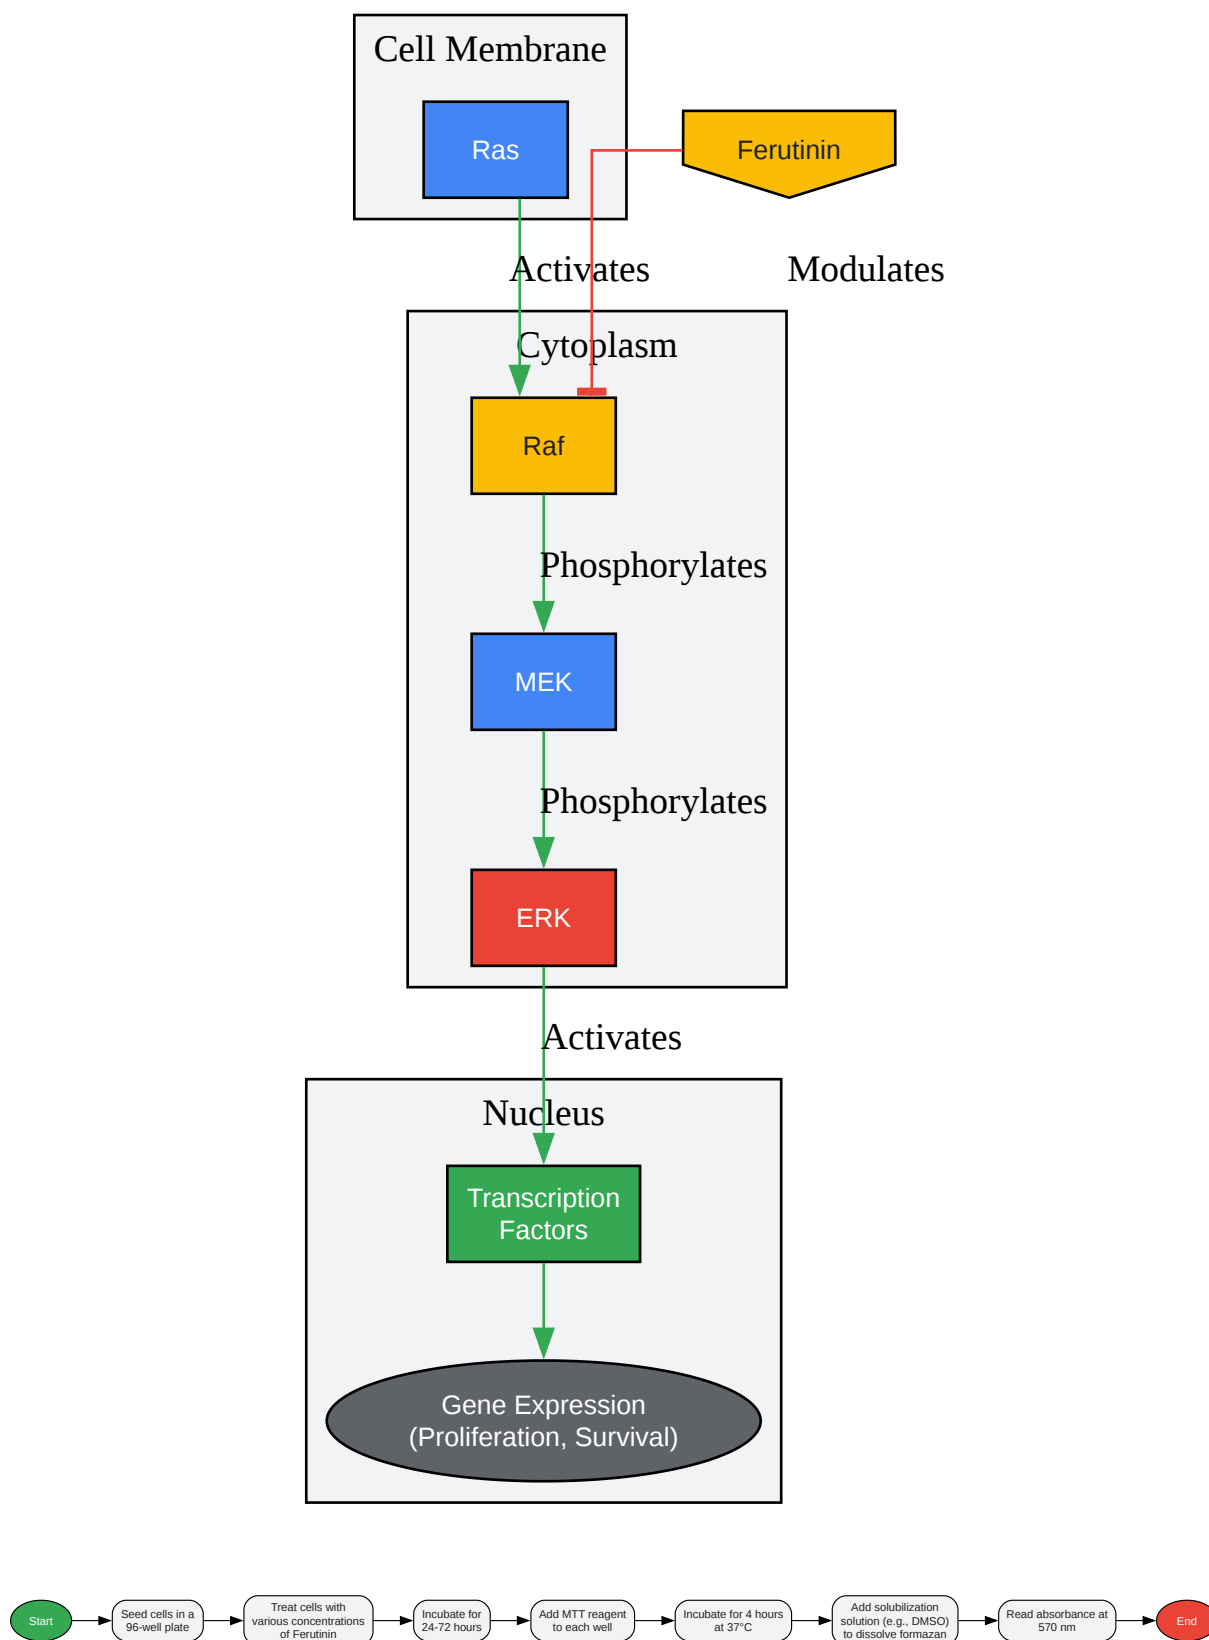 Cell Membrane
Ras
Ferutinin
Activates
Modulates
Cytoplasm
Raf
Phosphorylates
MEK
Phosphorylates
ERK
Activates
Nucleus
Transcription
Factors
Gene Expression
(Proliferation, Survival)
Start
Seed cells in a
96-well plate
Treat cells with
various concentrations
of Ferutinin
Incubate for
24-72 hours
Add MTT reagent
to each well
Incubate for 4 hours
at 37°C
Add solubilization
solution (e.g., DMSO)
to dissolve formazan
Read absorbance at
570 nm
End